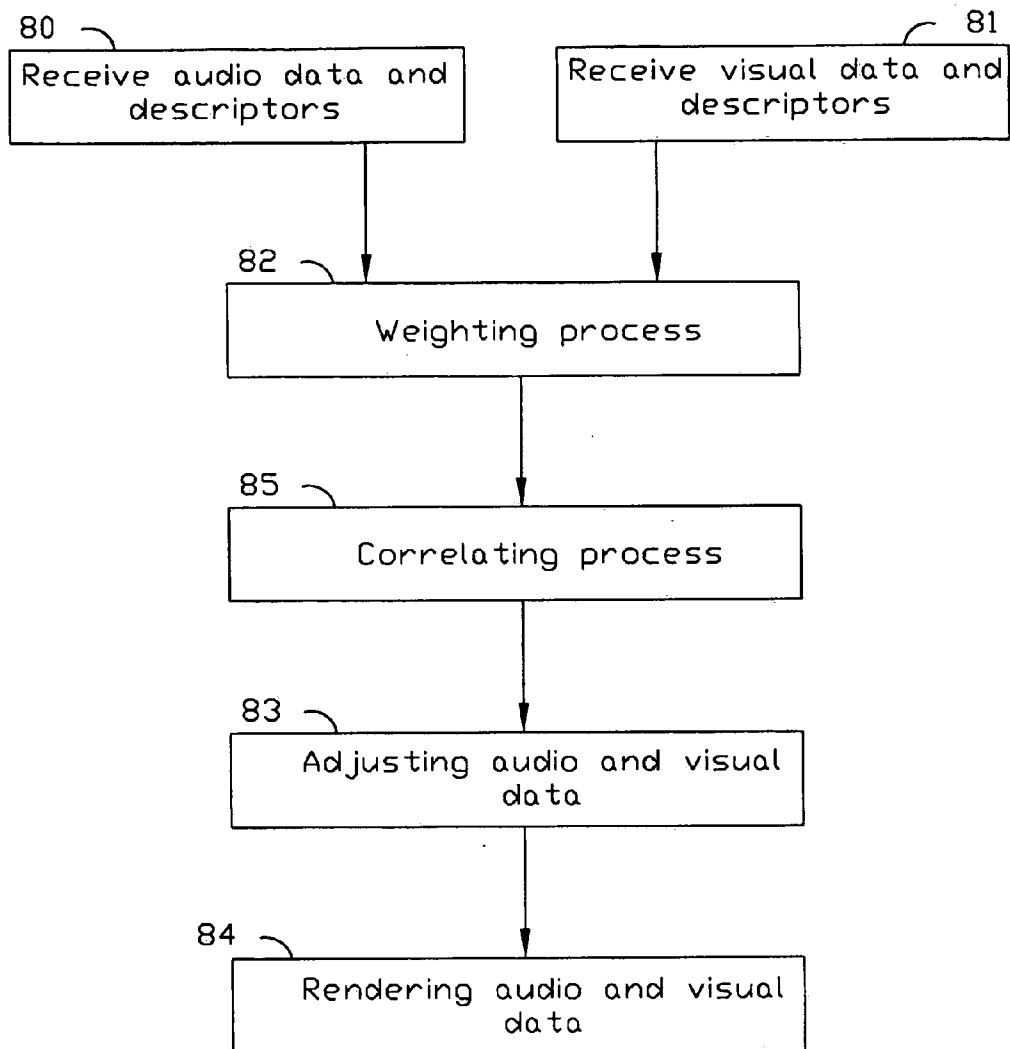 80
Receive audio data and
descriptors
81
Receive visual data and
descriptors
82
Weighting process
85
Correlating process
83
Adjusting audio and visual
data
84
Rendering audio and visual
data